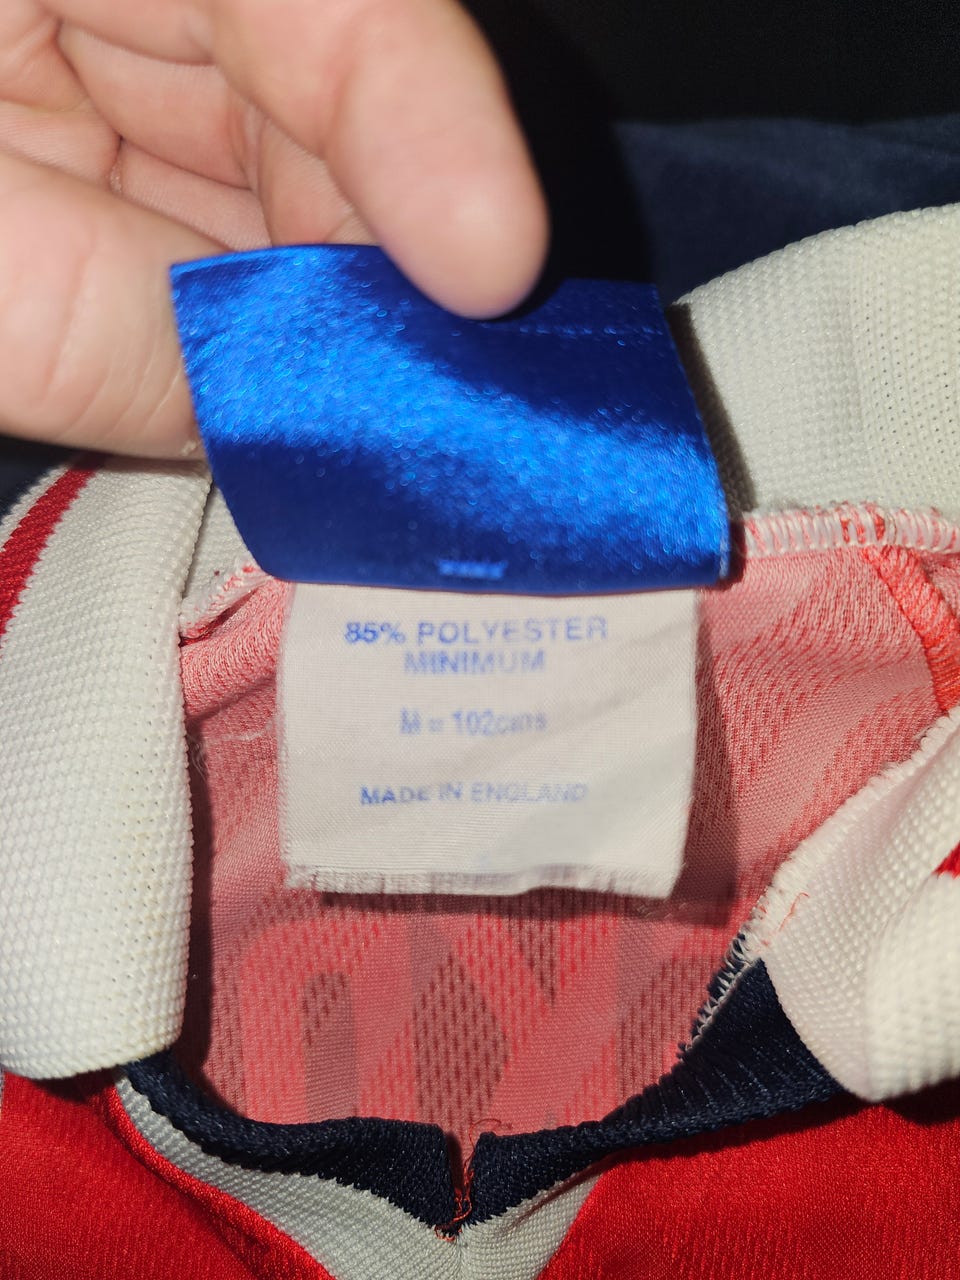 85% POLYESTER
MINIMUM
M = 102cms
MADE IN ENGLAND